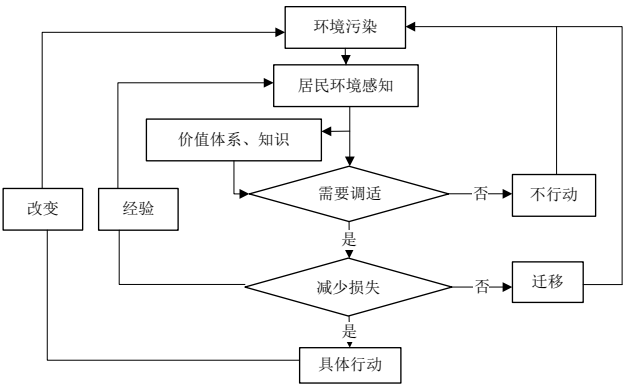 环境污染
居民环境感知
价值体系、知识
需要调适
否
不行动
改变
经验
是
减少损失
否
迁移
是
具体行动